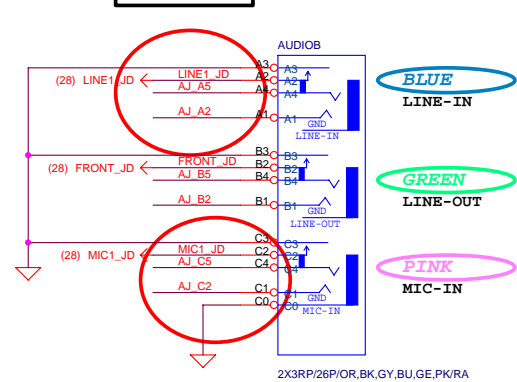 AUDIOB
A3 A3
(28) LINE1_JD LINE1_JD A2 A2
AJ_A5 A4 A4
AJ_A2 A1 A1
GND
LINE-IN
BLUE
LINE-IN
B3 B3
(28) FRONT_JD FRONT_JD B2 B2
AJ_B5 B4 B4
AJ_B2 B1 B1
GND
LINE-OUT
GREEN
LINE-OUT
C3 C3
(28) MIC1_JD MIC1_JD C2 C2
AJ_C5 C4 C4
AJ_C2 C1 C1
GND
C0 C0
MIC-IN
PINK
MIC-IN
2X3RP/26P/OR,BK,GY,BU,GE,PK/RA